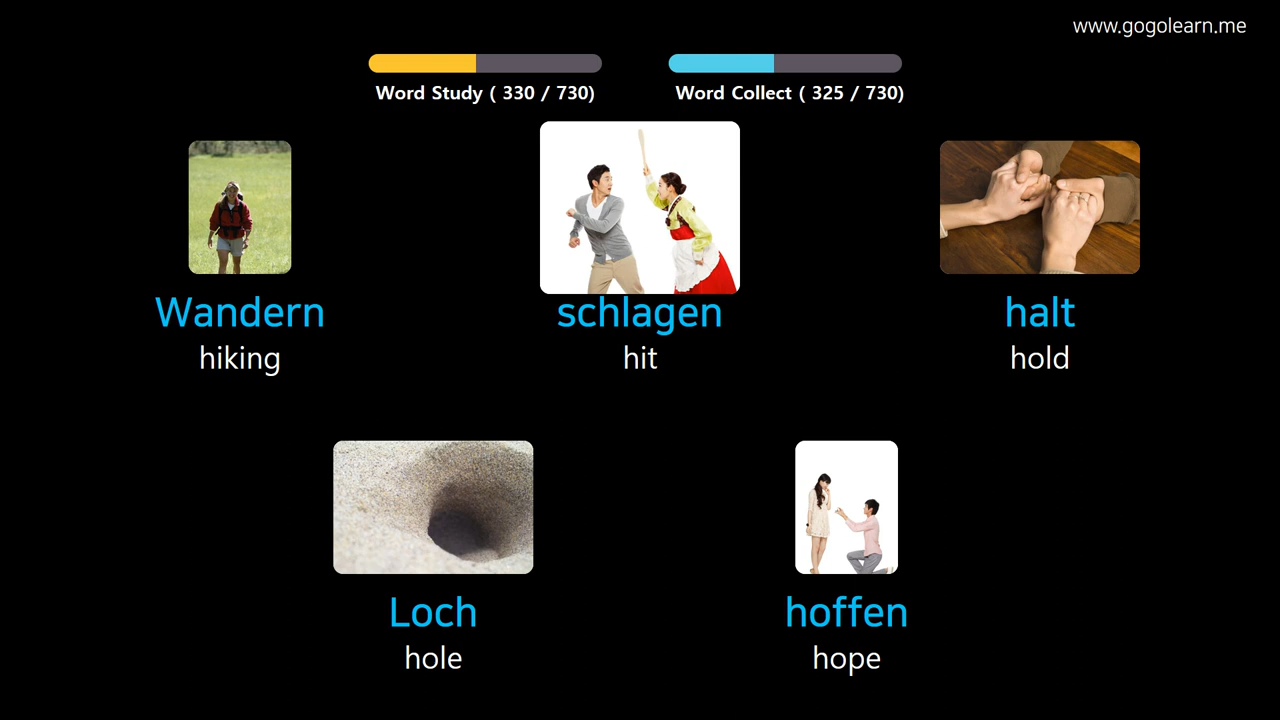 www.gogolearn.me
Word Study ( 330 / 730)
Word Collect ( 325 / 730)
Wandern
hiking
schlagen
hit
halt
hold
Loch
hole
hoffen
hope